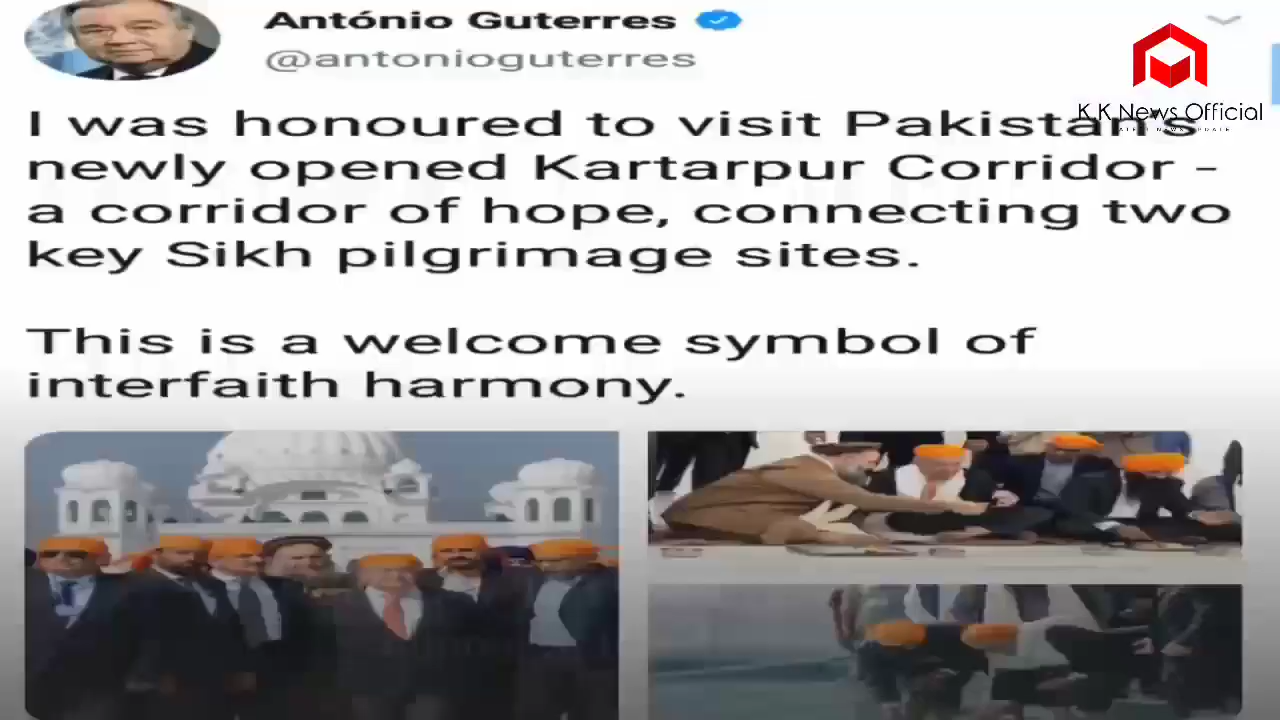 António Guterres
@antonioguterres
K K News Official
I was honoured to visit Pakistans
newly opened Kartarpur Corridor -
a corridor of hope, connecting two
key Sikh pilgrimage sites.
This is a welcome symbol of
interfaith harmony.